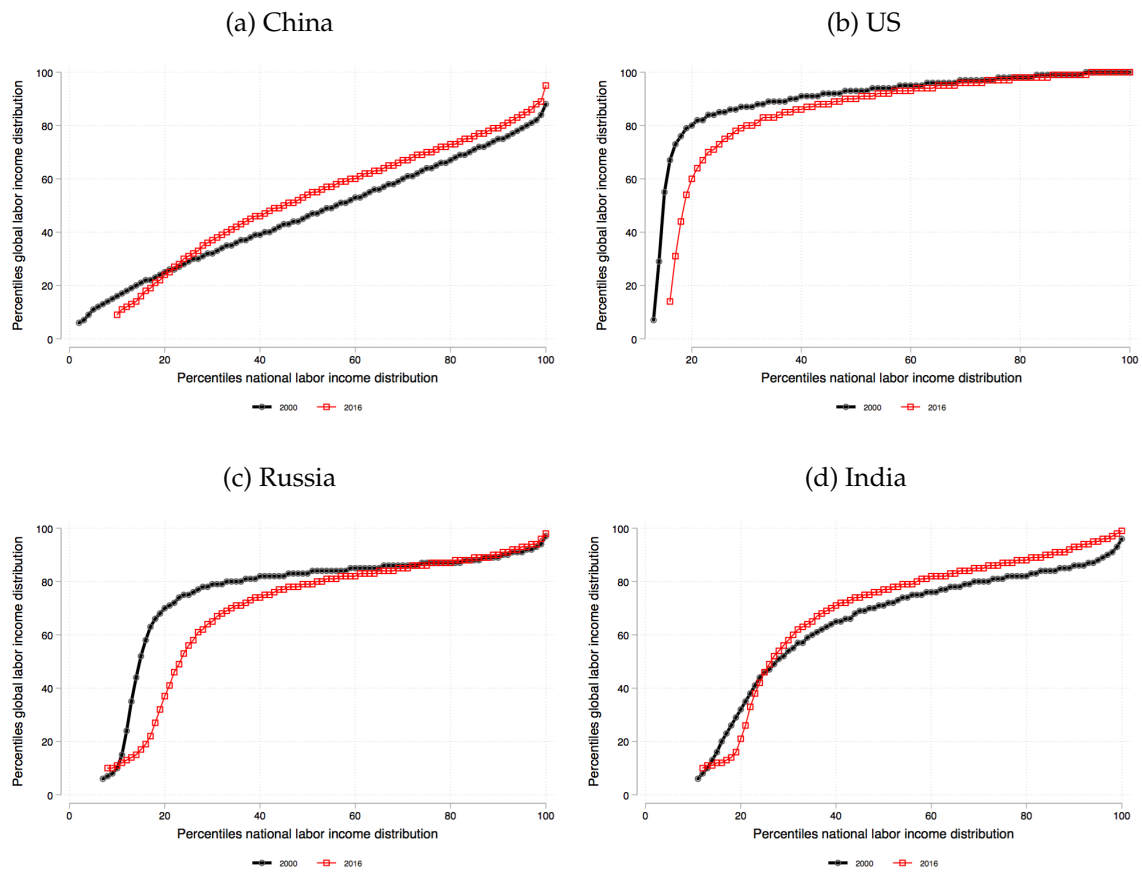 (a) China
(b) US
Percentiles global labor income distribution
100
80
60
40
20
0
0 20 40 60 80 100
Percentiles national labor income distribution
2000 2016
Percentiles global labor income distribution
100
80
60
40
20
0
20 40 60 80 100
Percentiles national labor income distribution
2000 2016
(c) Russia
(d) India
Percentiles global labor income distribution
100
80
60
40
20
0
0 20 40 60 80 100
Percentiles national labor income distribution
2000 2016
Percentiles global labor income distribution
100
80
60
40
20
0
0 20 40 60 80 100
Percentiles national labor income distribution
2000 2016